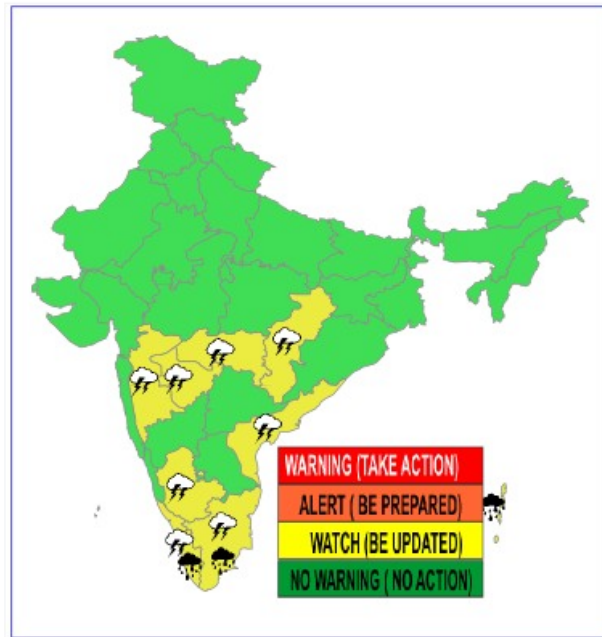 WARNING (TAKE ACTION)
ALERT ( BE PREPARED)
WATCH (BE UPDATED)
NO WARNING ( NO ACTION)